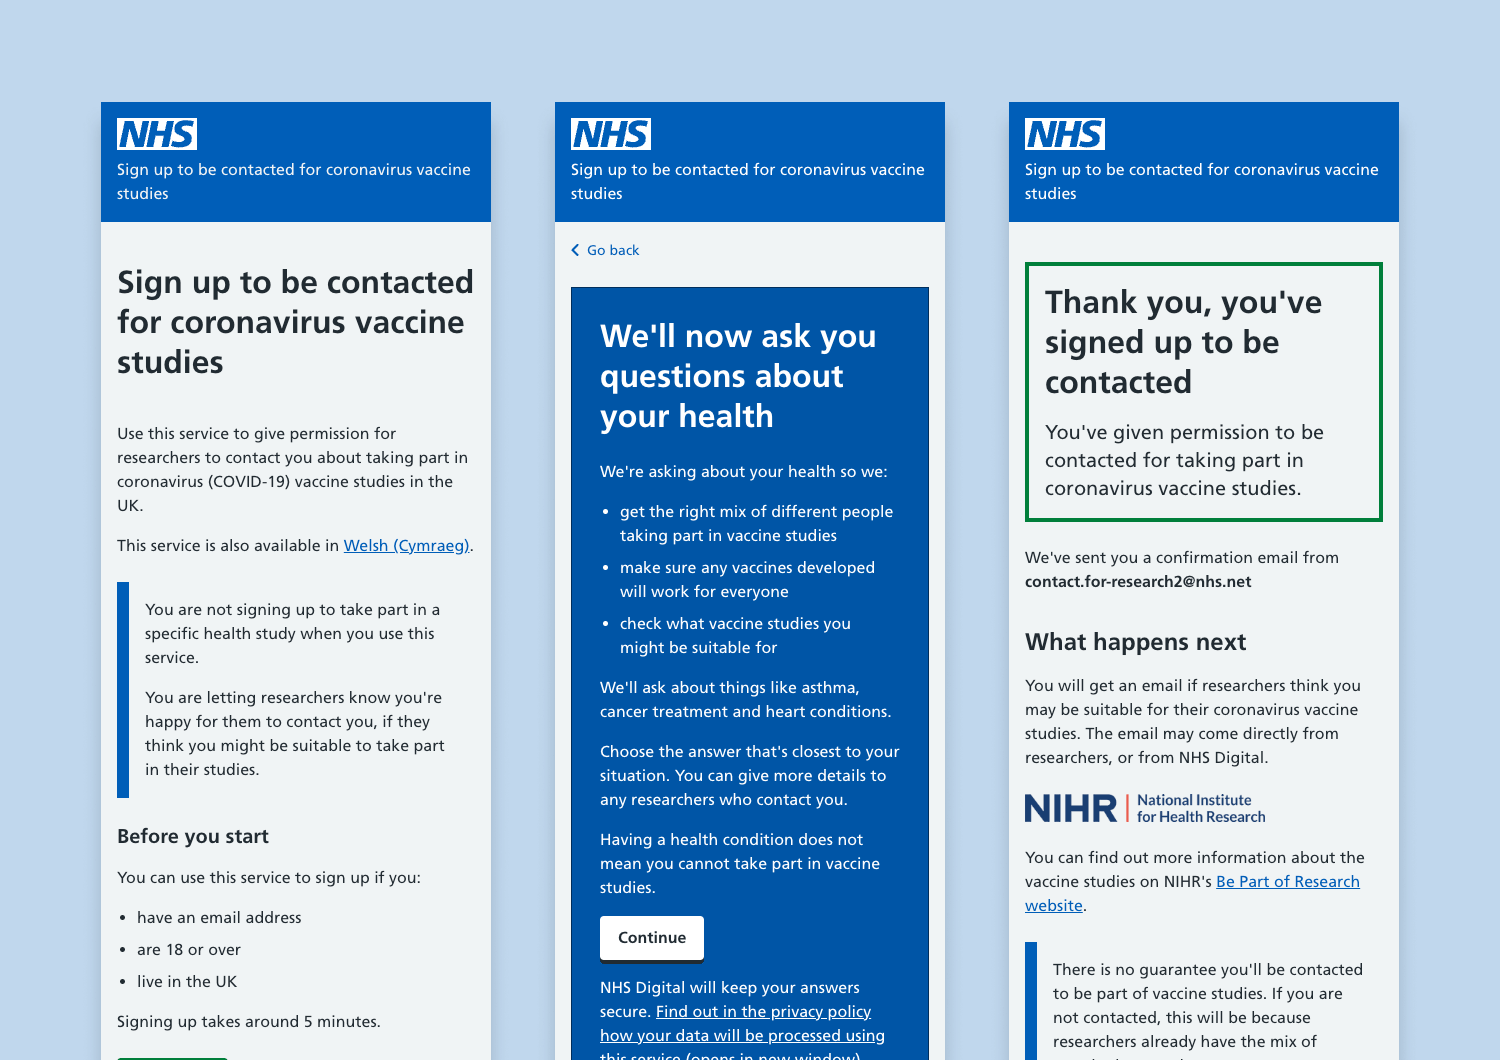 NHS
Sign up to be contacted for coronavirus vaccine
studies
Sign up to be contacted
for coronavirus vaccine
studies
Use this service to give permission for
researchers to contact you about taking part in
coronavirus (COVID-19) vaccine studies in the
UK.
This service is also available in Welsh (Cymraeg).
You are not signing up to take part in a
specific health study when you use this
service.
You are letting researchers know you're
happy for them to contact you, if they
think you might be suitable to take part
in their studies.
Before you start
You can use this service to sign up if you:
• have an email address
• are 18 or over
• live in the UK
Signing up takes around 5 minutes.
NHS
Sign up to be contacted for coronavirus vaccine
studies
Go back
We'll now ask you
questions about
your health
We're asking about your health so we:
• get the right mix of different people
taking part in vaccine studies
• make sure any vaccines developed
will work for everyone
• check what vaccine studies you
might be suitable for
We'll ask about things like asthma,
cancer treatment and heart conditions.
Choose the answer that's closest to your
situation. You can give more details to
any researchers who contact you.
Having a health condition does not
mean you cannot take part in vaccine
studies.
Continue
NHS Digital will keep your answers
secure. Find out in the privacy policy
how your data will be processed using
this service (opens in new window)
NHS
Sign up to be contacted for coronavirus vaccine
studies
Thank you, you've
signed up to be
contacted
You've given permission to be
contacted for taking part in
coronavirus vaccine studies.
We've sent you a confirmation email from
contact.for-research2@nhs.net
What happens next
You will get an email if researchers think you
may be suitable for their coronavirus vaccine
studies. The email may come directly from
researchers, or from NHS Digital.
NIHR | National Institute
for Health Research
You can find out more information about the
vaccine studies on NIHR's Be Part of Research
website.
There is no guarantee you'll be contacted
to be part of vaccine studies. If you are
not contacted, this will be because
researchers already have the mix of